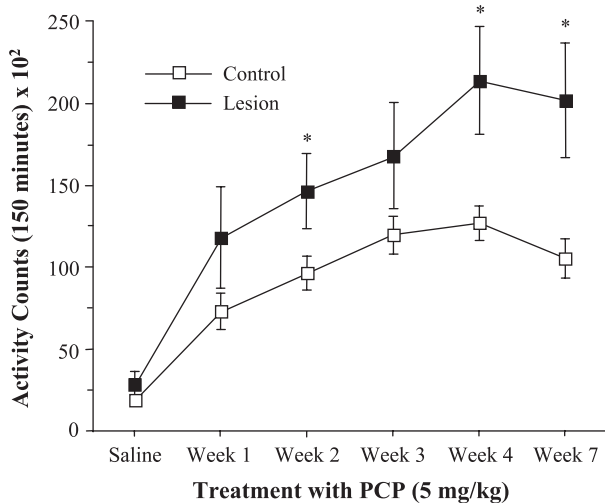 Activity Counts (150 minutes) x 10²
250
200
150
100
50
0
Control
Lesion
*
*
*
Saline Week 1 Week 2 Week 3 Week 4 Week 7
Treatment with PCP (5 mg/kg)